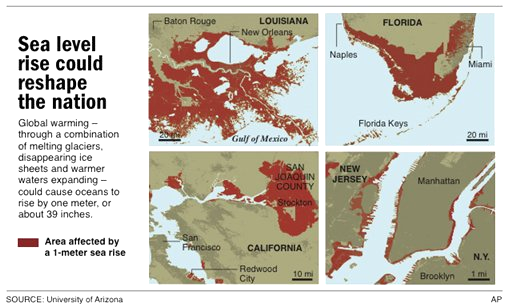 Sea level
rise could
reshape
the nation
Global warming –
through a combination
of melting glaciers,
disappearing ice
sheets and warmer
waters expanding –
could cause oceans to
rise by one meter, or
about 39 inches.
Area affected by
a 1-meter sea rise
Baton Rouge
LOUISIANA
New Orleans
20 mi
Gulf of Mexico
FLORIDA
Naples
Miami
Florida Keys
20 mi
SAN
JOAQUIN
COUNTY
Stockton
San
Francisco
CALIFORNIA
Redwood
City
10 mi
NEW
JERSEY
Manhattan
N.Y.
Brooklyn
1 mi
SOURCE: University of Arizona
AP